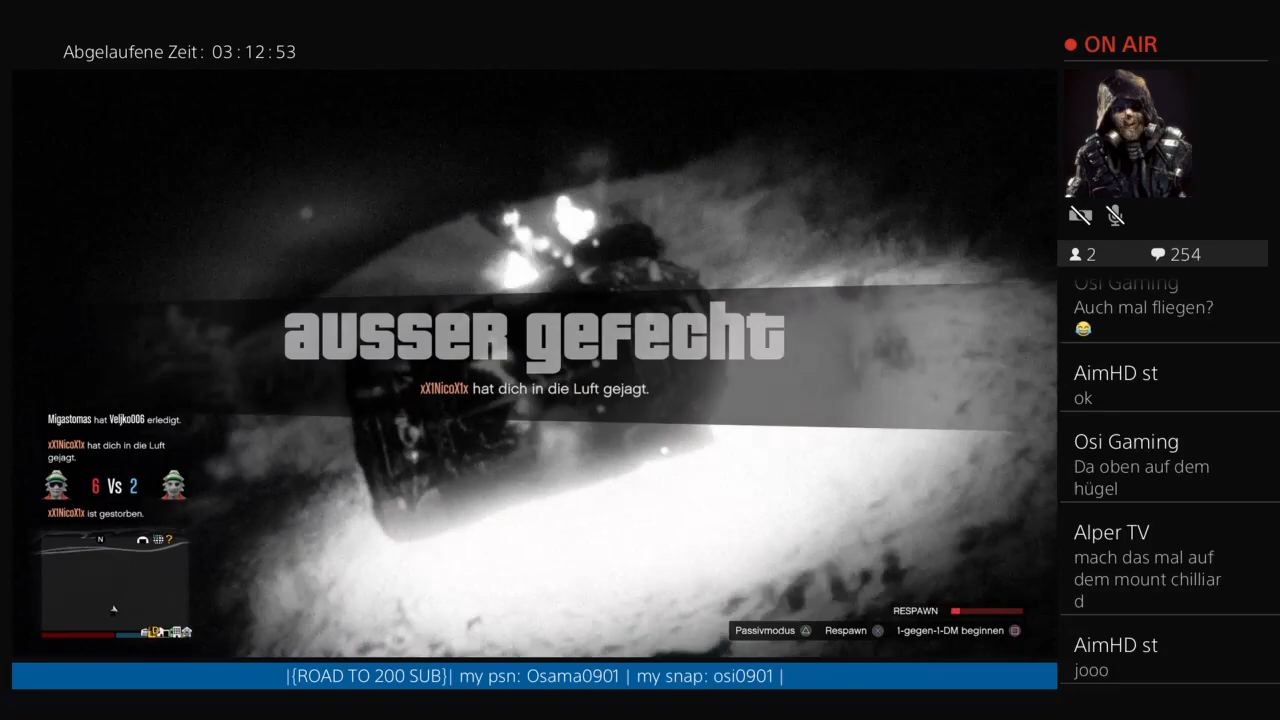 Abgelaufene Zeit: 03:12:53
ON AIR
2 254
ausser gefecht
xX1NicoX1x hat dich in die Luft gejagt.
Migastomas hat Veljko006 erledigt.
xX1NicoX1x hat dich in die Luft
gejagt.
6 Vs 2
xX1NicoX1x ist gestorben.
N
?
RESPAWN
Passivmodus Respawn 1-gegen-1-DM beginnen
|{ROAD TO 200 SUB}| my psn: Osama0901 | my snap: osi0901 |
Osi Gaming
Auch mal fliegen?
😂
AimHD st
ok
Osi Gaming
Da oben auf dem
hügel
Alper TV
mach das mal auf
dem mount chilliar
d
AimHD st
jooo